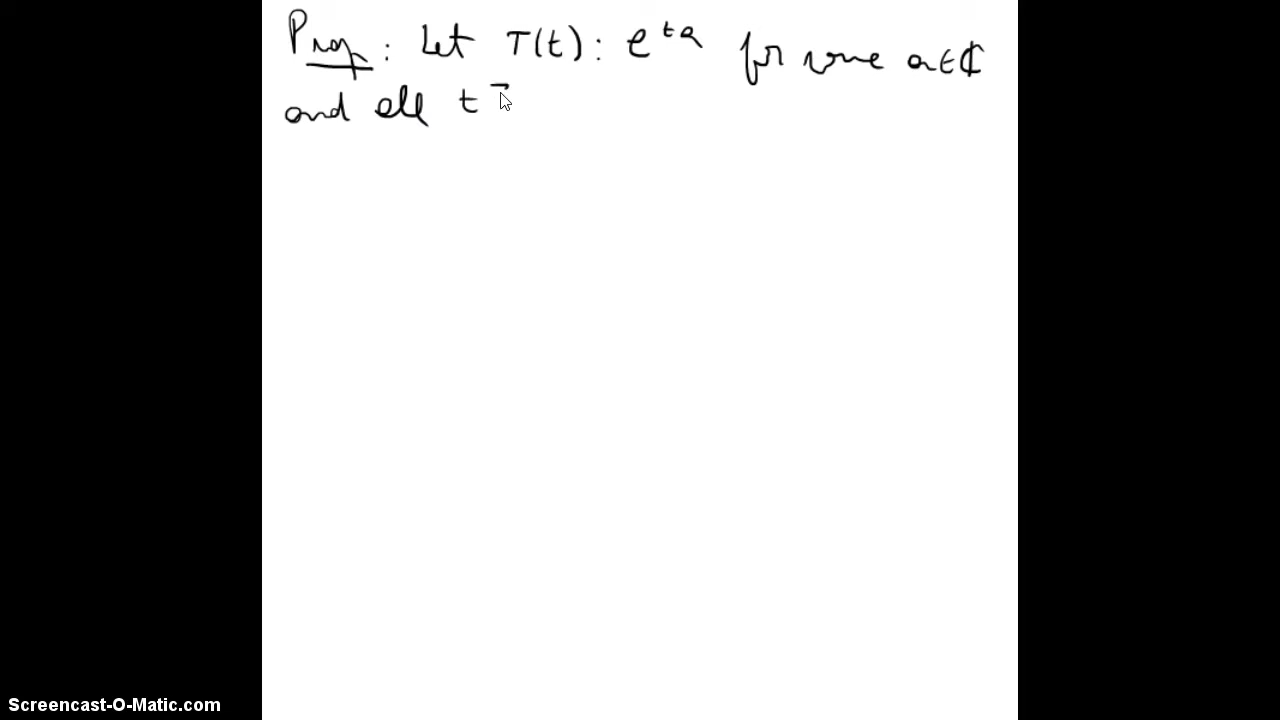 Prop: Let T(t): e^{ta} for some a∈ℂ
and all t
Screencast-O-Matic.com